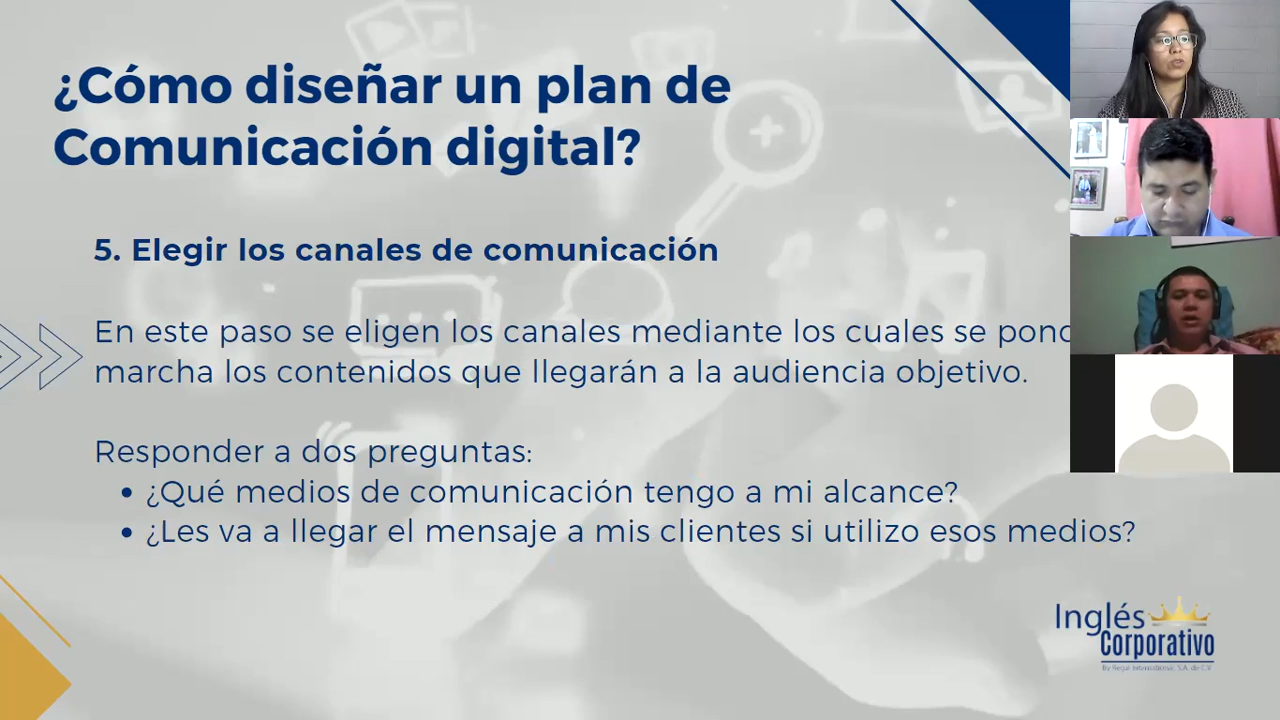 ¿Cómo diseñar un plan de
Comunicación digital?
5. Elegir los canales de comunicación
En este paso se eligen los canales mediante los cuales se
marcha los contenidos que llegarán a la audiencia objetivo.
Responder a dos preguntas:
• ¿Qué medios de comunicación tengo a mi alcance?
• ¿Les va a llegar el mensaje a mis clientes si utilizo esos medios?
Inglés
Corporativo